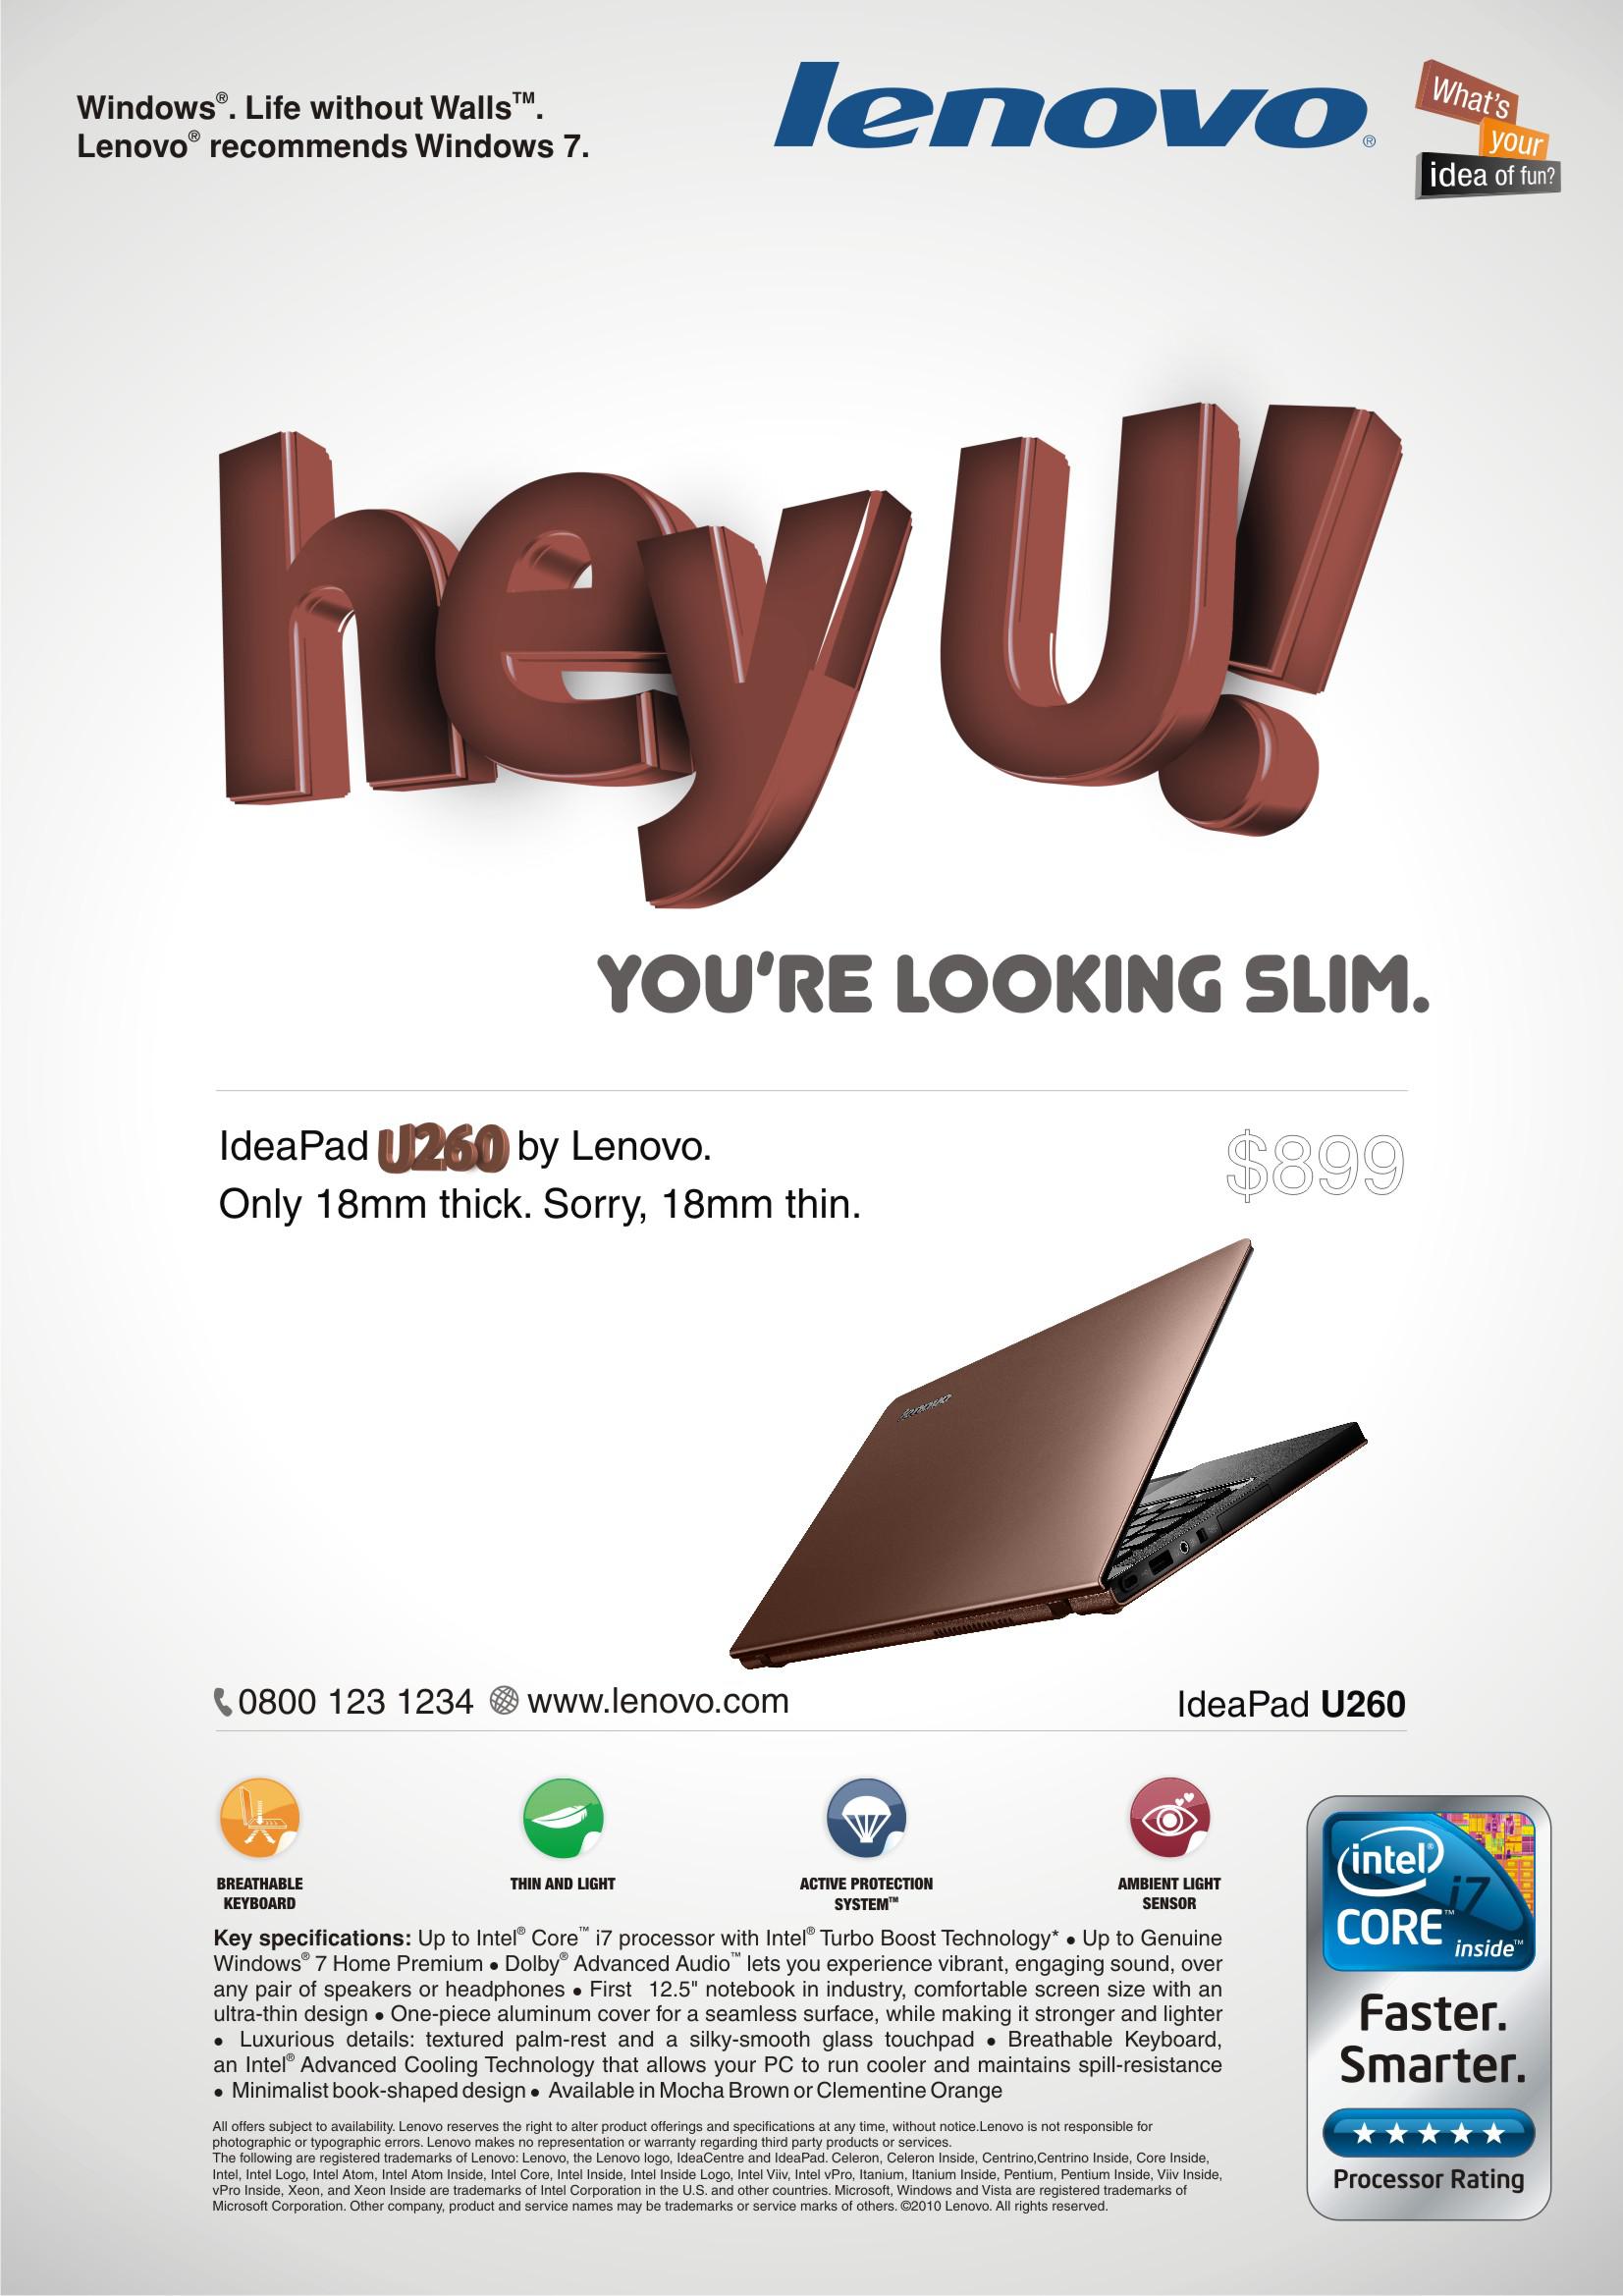 Windows®. Life without Walls™.
Lenovo® recommends Windows 7.
lenovo®
What's
your
idea of fun?
hey U!
YOU'RE LOOKING SLIM.
IdeaPad U260 by Lenovo.
Only 18mm thick. Sorry, 18mm thin.
$899
lenovo
0800 123 1234 www.lenovo.com
IdeaPad U260
BREATHABLE
KEYBOARD
THIN AND LIGHT
ACTIVE PROTECTION
SYSTEM™
AMBIENT LIGHT
SENSOR
Key specifications: Up to Intel® Core™ i7 processor with Intel® Turbo Boost Technology* • Up to Genuine
Windows® 7 Home Premium • Dolby® Advanced Audio™ lets you experience vibrant, engaging sound, over
any pair of speakers or headphones • First 12.5" notebook in industry, comfortable screen size with an
ultra-thin design • One-piece aluminum cover for a seamless surface, while making it stronger and lighter
• Luxurious details: textured palm-rest and a silky-smooth glass touchpad • Breathable Keyboard,
an Intel® Advanced Cooling Technology that allows your PC to run cooler and maintains spill-resistance
• Minimalist book-shaped design • Available in Mocha Brown or Clementine Orange
All offers subject to availability. Lenovo reserves the right to alter product offerings and specifications at any time, without notice.Lenovo is not responsible for
photographic or typographic errors. Lenovo makes no representation or warranty regarding third party products or services.
The following are registered trademarks of Lenovo: Lenovo, the Lenovo logo, IdeaCentre and IdeaPad. Celeron, Celeron Inside, Centrino,Centrino Inside, Core Inside,
Intel, Intel Logo, Intel Atom, Intel Atom Inside, Intel Core, Intel Inside, Intel Inside Logo, Intel Viiv, Intel vPro, Itanium, Itanium Inside, Pentium, Pentium Inside, Viiv Inside,
vPro Inside, Xeon, and Xeon Inside are trademarks of Intel Corporation in the U.S. and other countries. Microsoft, Windows and Vista are registered trademarks of
Microsoft Corporation. Other company, product and service names may be trademarks or service marks of others. ©2010 Lenovo. All rights reserved.
intel®
i7
CORE™
inside™
Faster.
Smarter.
Processor Rating